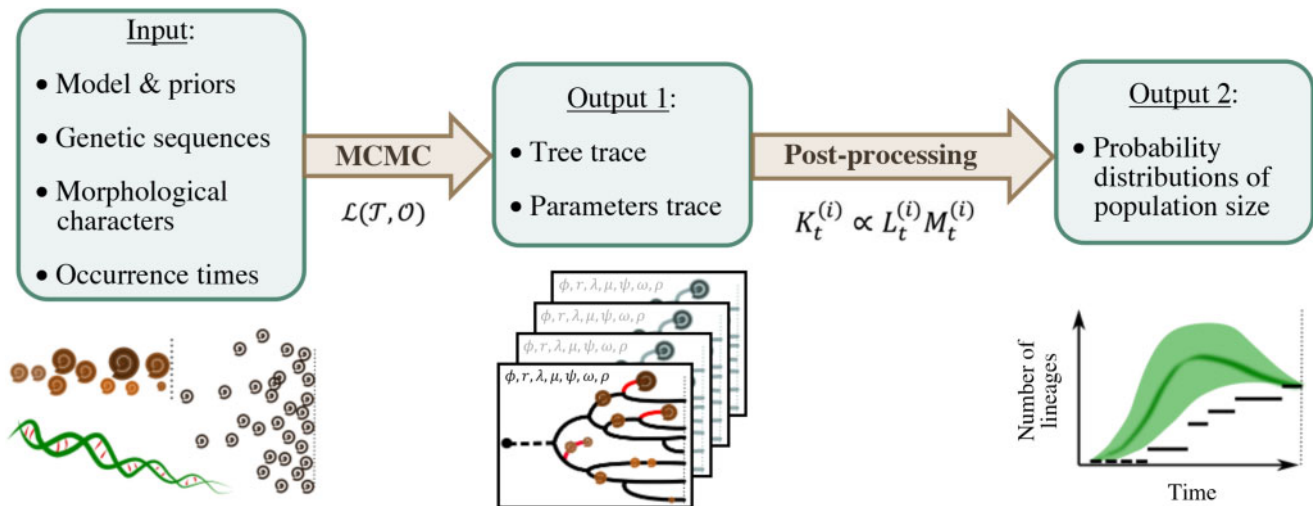 Input:
• Model & priors
• Genetic sequences
• Morphological
characters
• Occurrence times
MCMC
ℒ(𝒯, 𝒪)
Output 1:
• Tree trace
• Parameters trace
Post-processing
K_t^{(i)} ∝ L_t^{(i)} M_t^{(i)}
Output 2:
• Probability
distributions of
population size
ϕ, r, λ, μ, ψ, ω, ρ
ϕ, r, λ, μ, ψ, ω, ρ
ϕ, r, λ, μ, ψ, ω, ρ
ϕ, r, λ, μ, ψ, ω, ρ
Number of
lineages
Time